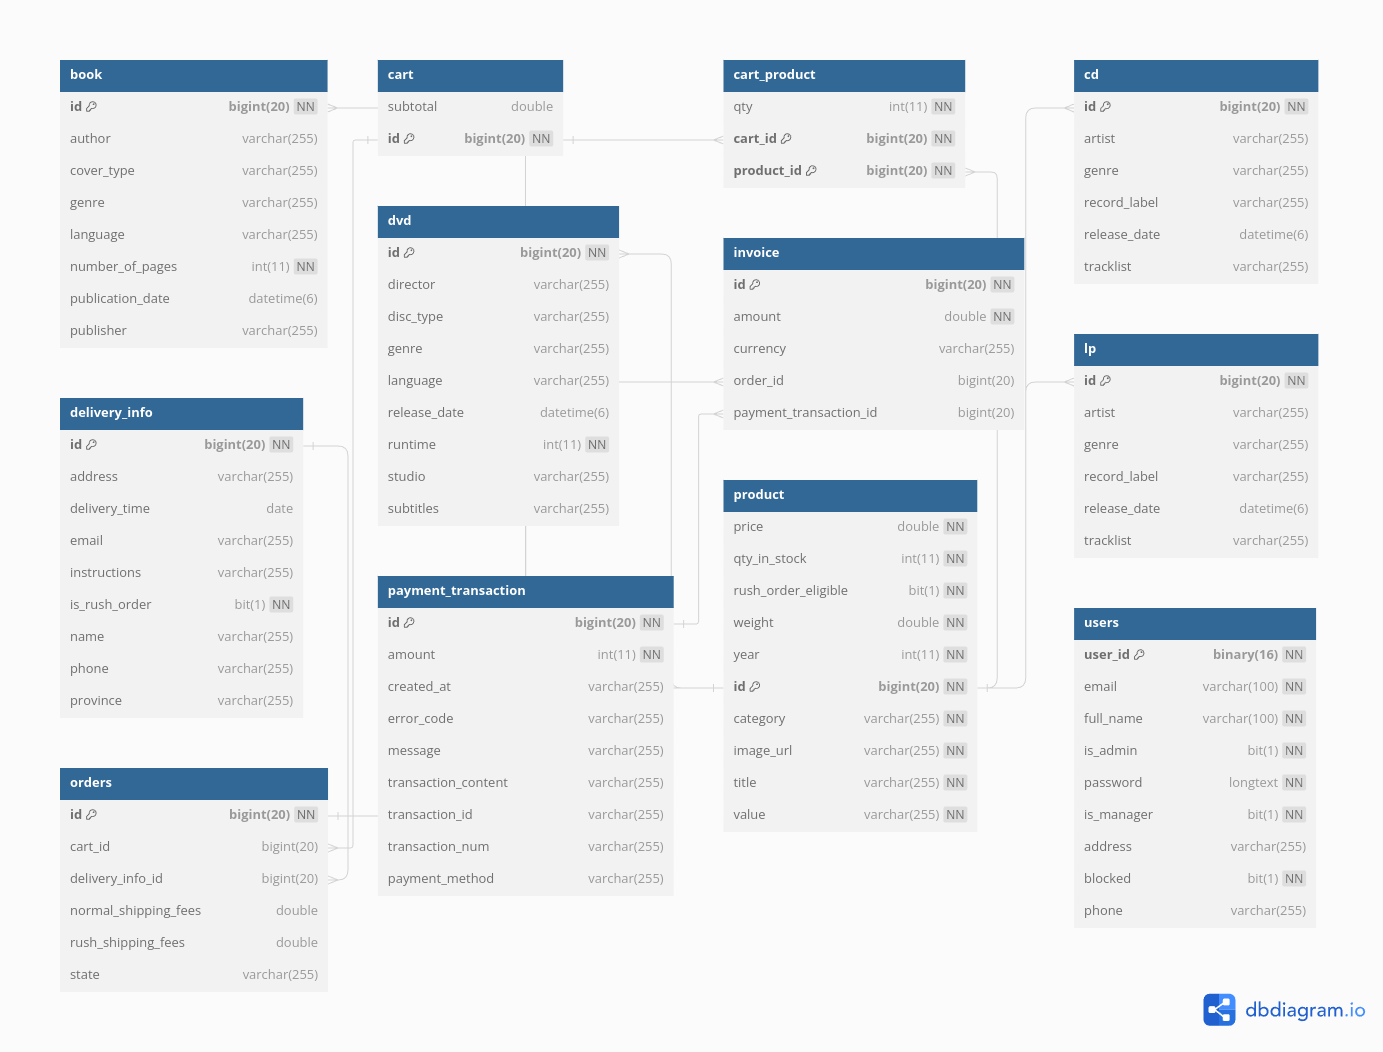 book
id bigint(20) NN
author varchar(255)
cover_type varchar(255)
genre varchar(255)
language varchar(255)
number_of_pages int(11) NN
publication_date datetime(6)
publisher varchar(255)
delivery_info
id bigint(20) NN
address varchar(255)
delivery_time date
email varchar(255)
instructions varchar(255)
is_rush_order bit(1) NN
name varchar(255)
phone varchar(255)
province varchar(255)
orders
id bigint(20) NN
cart_id bigint(20)
delivery_info_id bigint(20)
normal_shipping_fees double
rush_shipping_fees double
state varchar(255)
cart
subtotal double
id bigint(20) NN
dvd
id bigint(20) NN
director varchar(255)
disc_type varchar(255)
genre varchar(255)
language varchar(255)
release_date datetime(6)
runtime int(11) NN
studio varchar(255)
subtitles varchar(255)
payment_transaction
id bigint(20) NN
amount int(11) NN
created_at varchar(255)
error_code varchar(255)
message varchar(255)
transaction_content varchar(255)
transaction_id varchar(255)
transaction_num varchar(255)
payment_method varchar(255)
cart_product
qty int(11) NN
cart_id bigint(20) NN
product_id bigint(20) NN
invoice
id bigint(20) NN
amount double NN
currency varchar(255)
order_id bigint(20)
payment_transaction_id bigint(20)
product
price double NN
qty_in_stock int(11) NN
rush_order_eligible bit(1) NN
weight double NN
year int(11) NN
id bigint(20) NN
category varchar(255) NN
image_url varchar(255) NN
title varchar(255) NN
value varchar(255) NN
cd
id bigint(20) NN
artist varchar(255)
genre varchar(255)
record_label varchar(255)
release_date datetime(6)
tracklist varchar(255)
lp
id bigint(20) NN
artist varchar(255)
genre varchar(255)
record_label varchar(255)
release_date datetime(6)
tracklist varchar(255)
users
user_id binary(16) NN
email varchar(100) NN
full_name varchar(100) NN
is_admin bit(1) NN
password longtext NN
is_manager bit(1) NN
address varchar(255)
blocked bit(1) NN
phone varchar(255)
dbdiagram.io